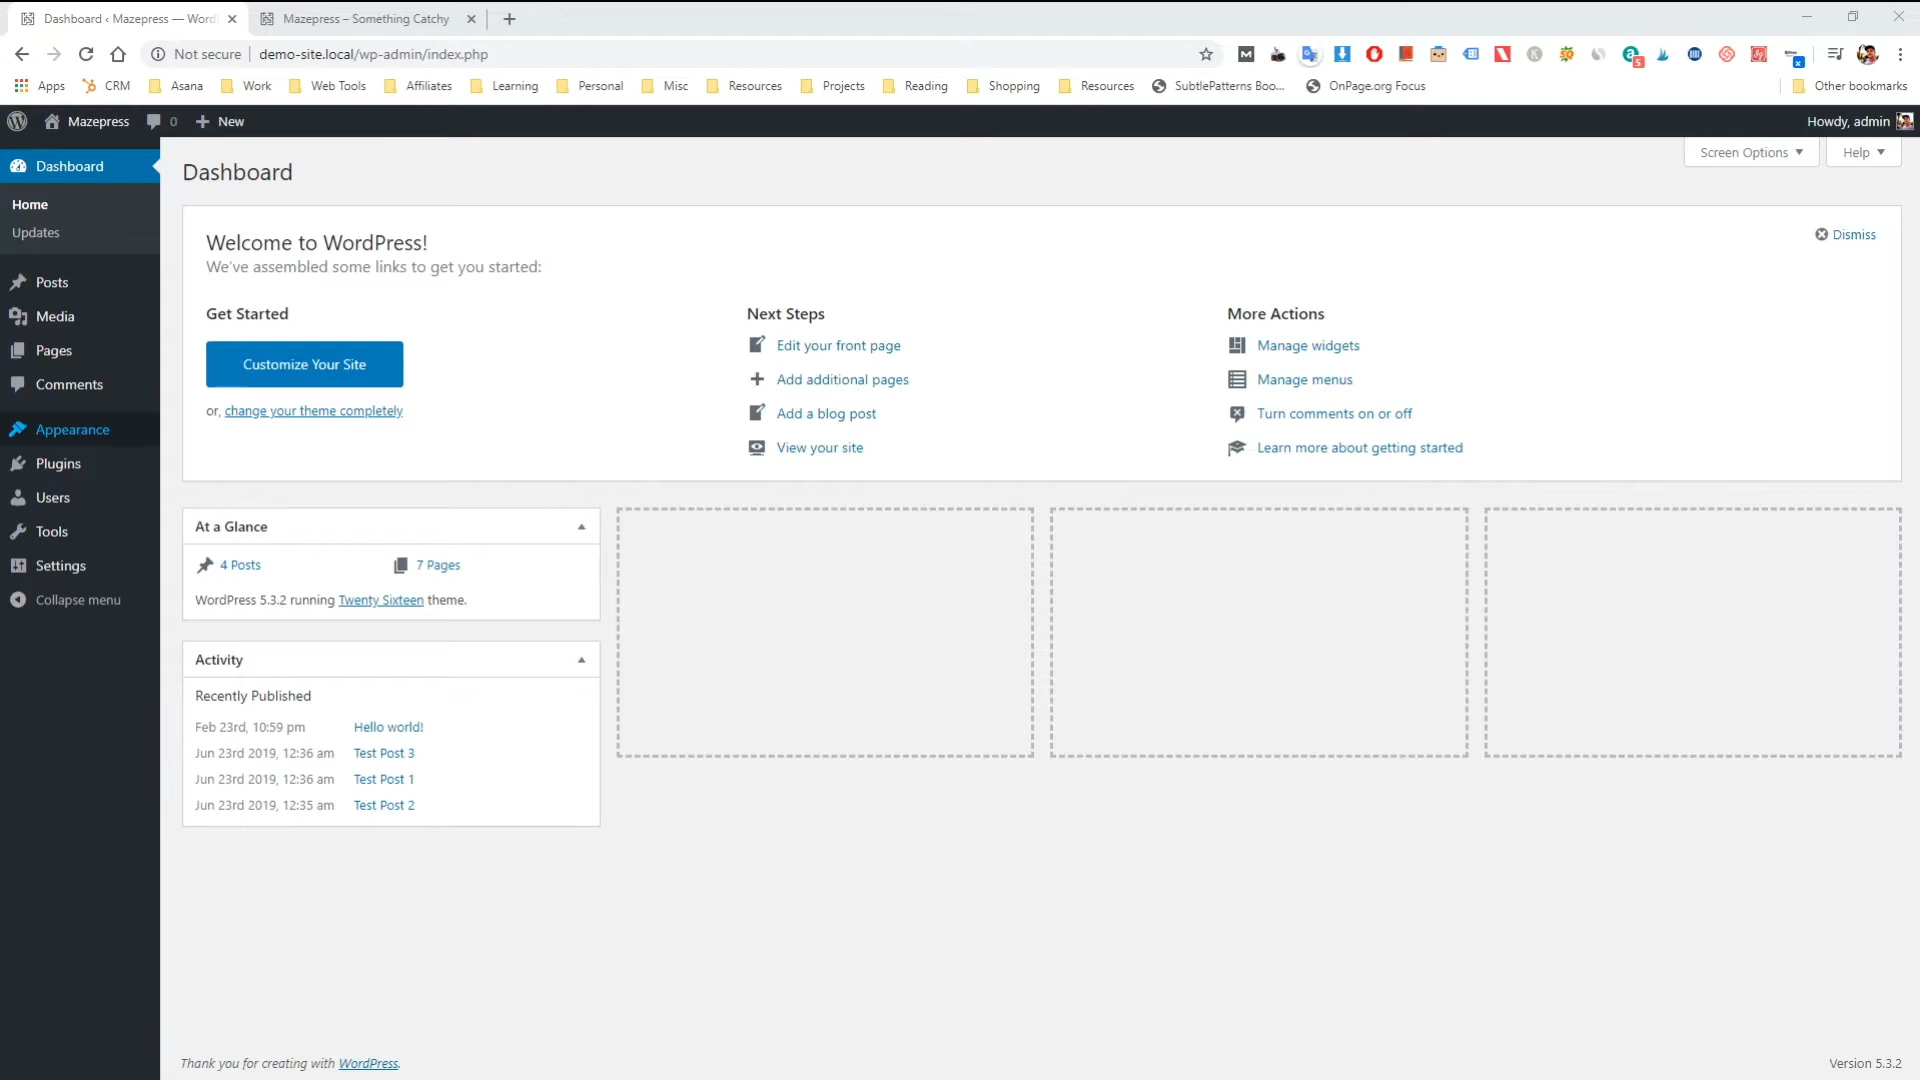 Dashboard ‹ Mazepress — Word
Mazepress – Something Catchy
Not secure
demo-site.local/wp-admin/index.php
Apps
CRM
Asana
Work
Web Tools
Affiliates
Learning
Personal
Misc
Resources
Projects
Reading
Shopping
Resources
SubtlePatterns Boo...
OnPage.org Focus
Other bookmarks
Mazepress
0
New
Howdy, admin
Dashboard
Home
Updates
Posts
Media
Pages
Comments
Appearance
Plugins
Users
Tools
Settings
Collapse menu
Dashboard
Screen Options
Help
Welcome to WordPress!
We've assembled some links to get you started:
Dismiss
Get Started
Customize Your Site
or, change your theme completely
Next Steps
Edit your front page
Add additional pages
Add a blog post
View your site
More Actions
Manage widgets
Manage menus
Turn comments on or off
Learn more about getting started
At a Glance
4 Posts
7 Pages
WordPress 5.3.2 running Twenty Sixteen theme.
Activity
Recently Published
Feb 23rd, 10:59 pm Hello world!
Jun 23rd 2019, 12:36 am Test Post 3
Jun 23rd 2019, 12:36 am Test Post 1
Jun 23rd 2019, 12:35 am Test Post 2
Thank you for creating with WordPress.
Version 5.3.2